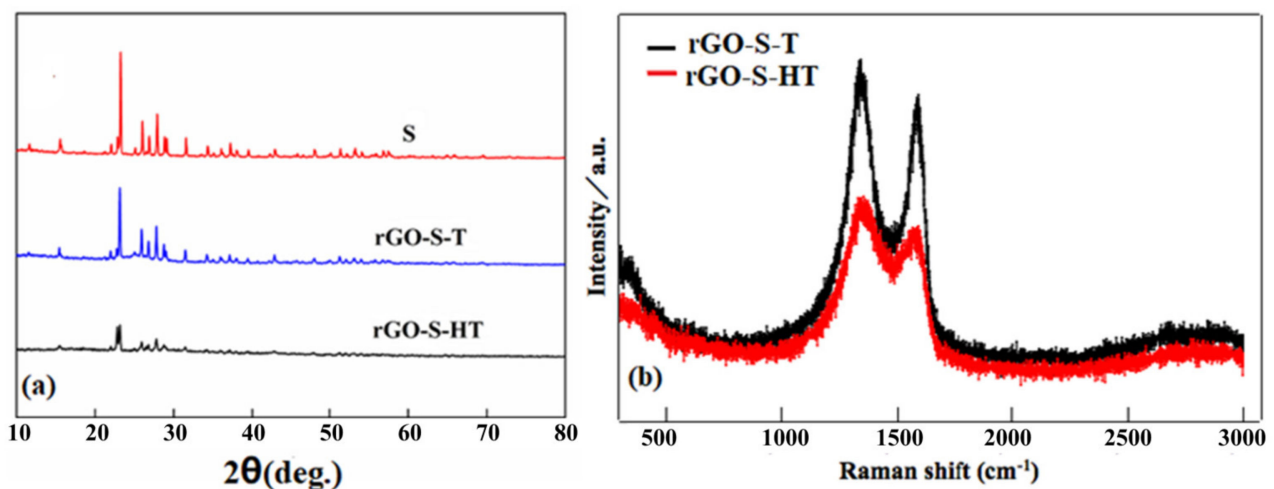 S
rGO-S-T
rGO-S-HT
(a)
10 20 30 40 50 60 70 80
2θ(deg.)
rGO-S-T
rGO-S-HT
Intensity/a.u.
(b)
500 1000 1500 2000 2500 3000
Raman shift (cm⁻¹)